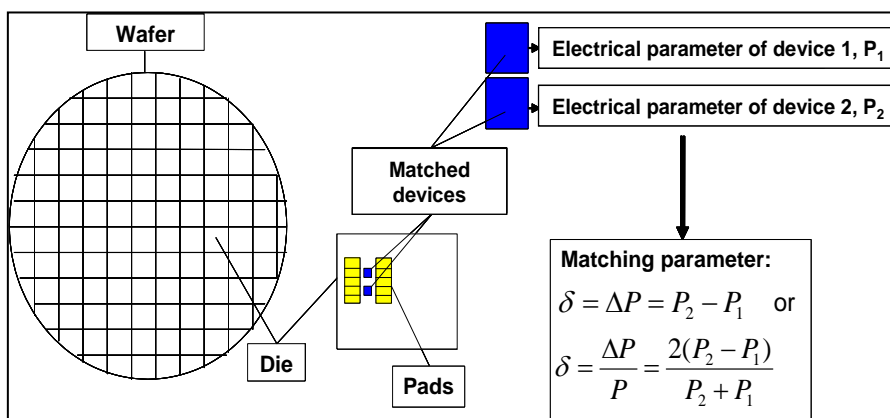 Wafer
Electrical parameter of device 1, P₁
Electrical parameter of device 2, P₂
Matched
devices
Die
Pads
Matching parameter:
δ = ΔP = P₂ − P₁ or
δ = ΔP/P = 2(P₂ − P₁)/(P₂ + P₁)